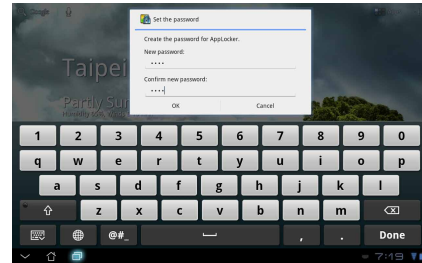 Set the password
Create the password for AppLocker.
New password:
....
Confirm new password:
....
OK Cancel
Taipei
Partly Sun
1 2 3 4 5 6 7 8 9 0
q w e r t y u i o p
a s d f g h j k l
z x c v b n m
@#_ , . Done
7:19